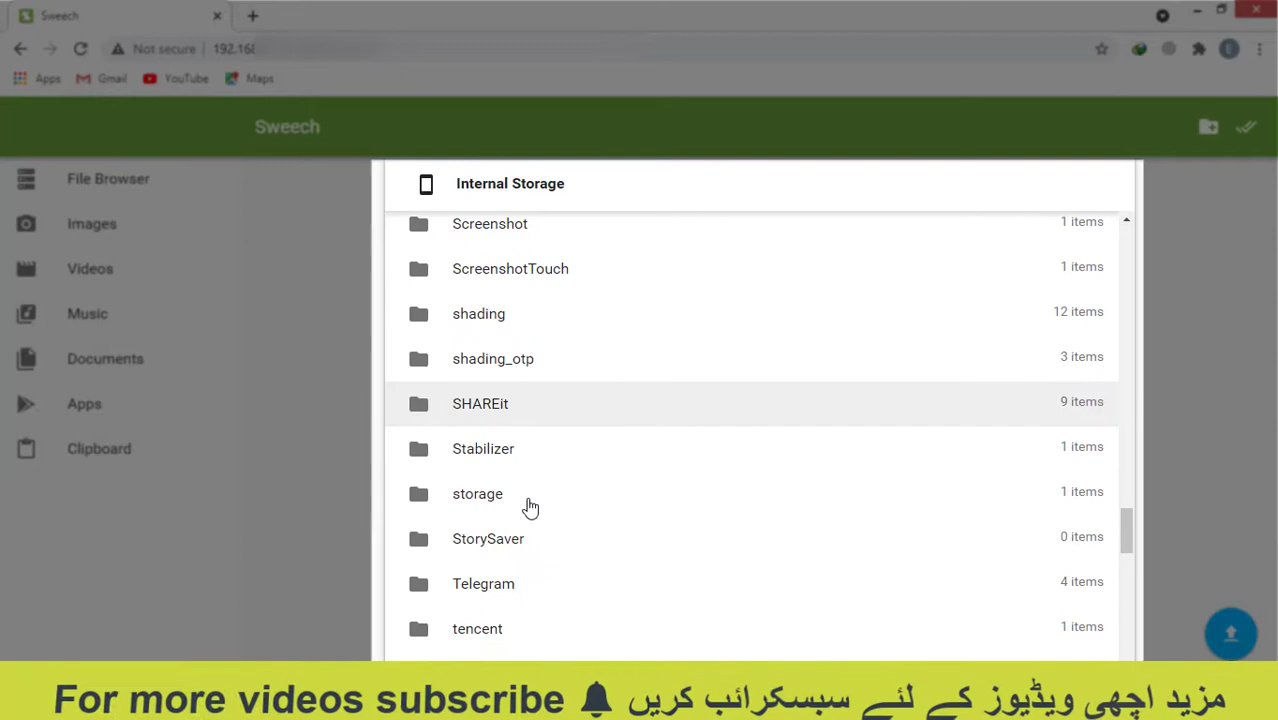 Sweech
Not secure 192.168
Apps Gmail YouTube Maps
Sweech
File Browser
Images
Videos
Music
Documents
Apps
Clipboard
Internal Storage
Screenshot 1 items
ScreenshotTouch 1 items
shading 12 items
shading_otp 3 items
SHAREit 9 items
Stabilizer 1 items
storage 1 items
StorySaver 0 items
Telegram 4 items
tencent 1 items
For more videos subscribe مزید اچھی ویڈیوز کے لئے سبسکرائب کریں